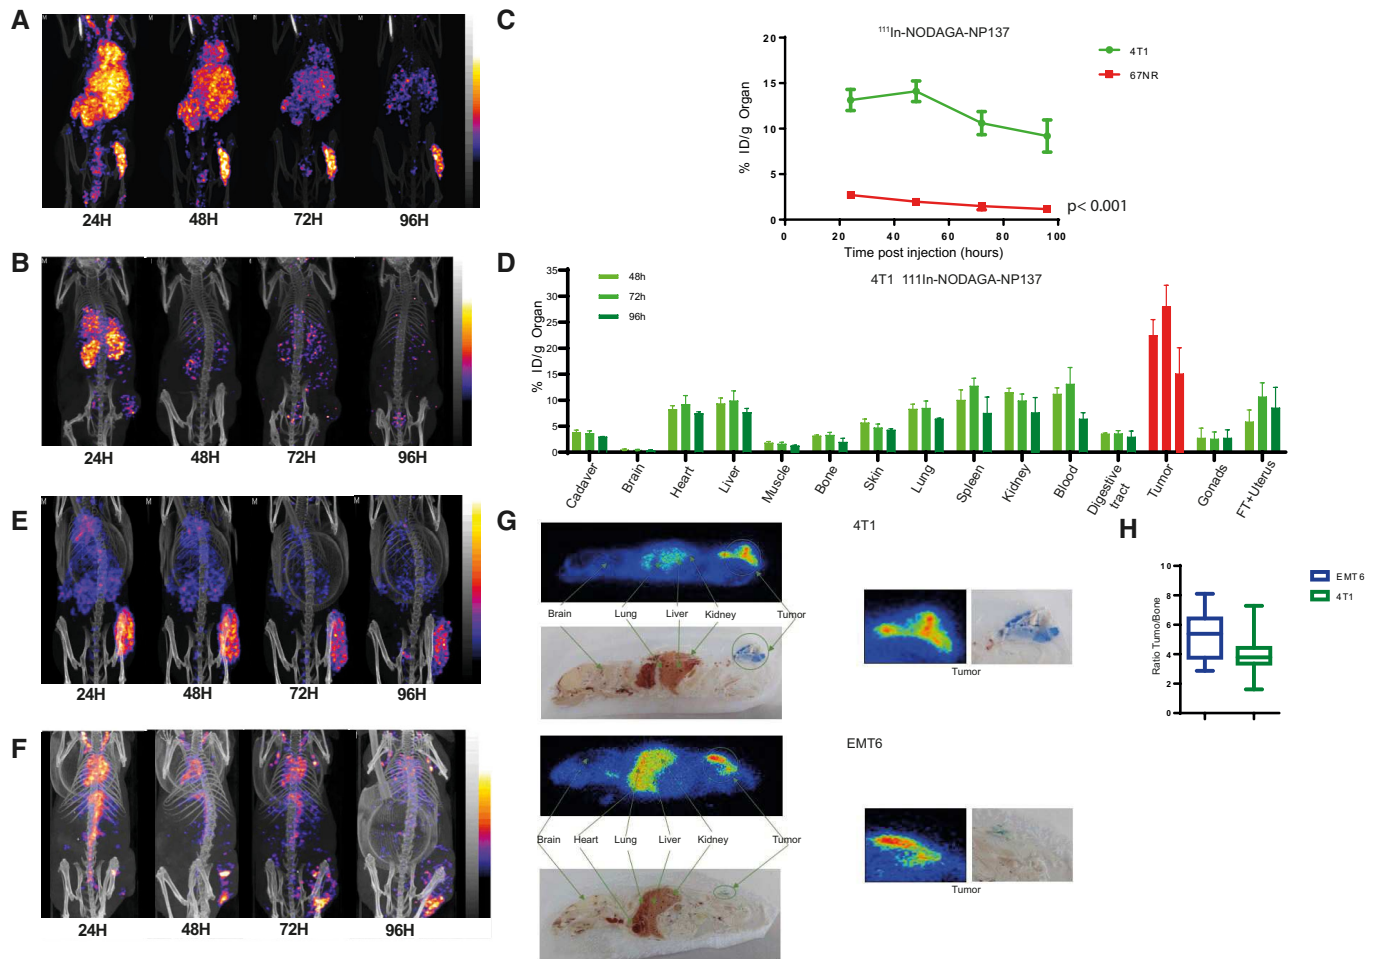 A
24H 48H 72H 96H
B
24H 48H 72H 96H
C
111In-NODAGA-NP137
% ID/g Organ
20
15
10
5
0
0 20 40 60 80 100
Time post injection (hours)
4T1
67NR
p< 0.001
D
4T1 111In-NODAGA-NP137
48h
72h
96h
% ID/g Organ
35
30
25
20
15
10
5
0
Cadaver
Brain
Heart
Liver
Muscle
Bone
Skin
Lung
Spleen
Kidney
Blood
Digestive
tract
Tumor
Gonads
FT+Uterus
E
24H 48H 72H 96H
F
24H 48H 72H 96H
G
4T1
Brain Lung Liver Kidney Tumor
Tumor
EMT6
Brain Heart Lung Liver Kidney Tumor
Tumor
H
Ratio Tumo/Bone
10
8
6
4
2
0
EMT6
4T1